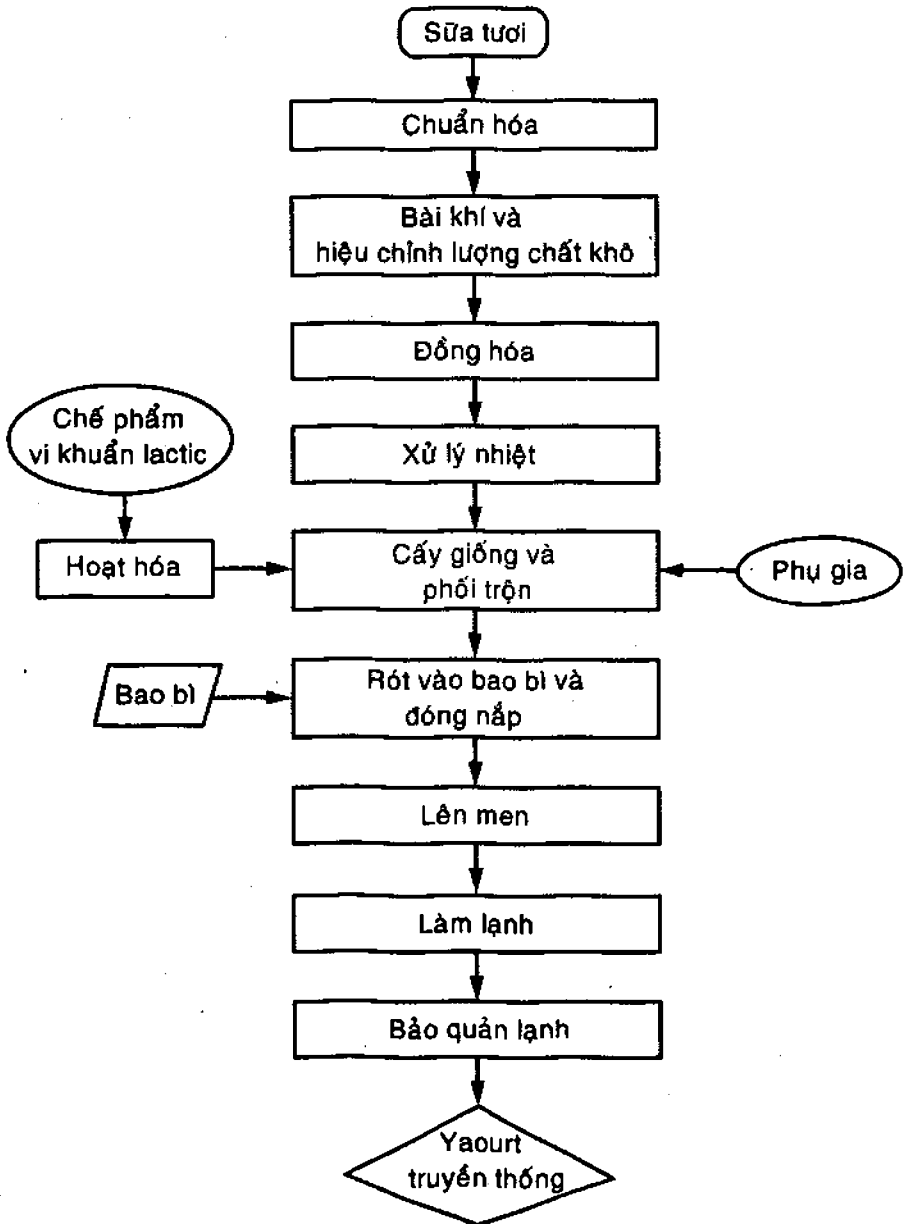 Sữa tươi
Chuẩn hóa
Bài khí và
hiệu chỉnh lượng chất khô
Đồng hóa
Chế phẩm
vi khuẩn lactic
Xử lý nhiệt
Hoạt hóa
Cấy giống và
phối trộn
Phụ gia
Bao bì
Rót vào bao bì và
đóng nắp
Lên men
Làm lạnh
Bảo quản lạnh
Yaourt
truyền thống